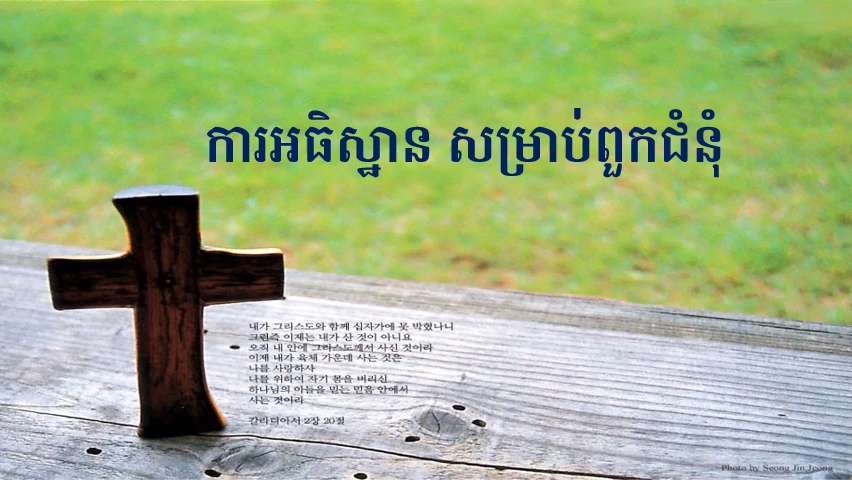 ការអធិស្ឋាន សម្រាប់ពួកជំនុំ
내가 그리스도와 함께 십자가에 못 박혔나니
그런즉 이제는 내가 산 것이 아니요
오직 내 안에 그리스도께서 사신 것이라
이제 내가 육체 가운데 사는 것은
나를 사랑하사
나를 위하여 자기 몸을 버리신
하나님의 아들을 믿는 믿음 안에서
사는 것이라
갈라디아서 2장 20절
Photo by Seong Jin Jeong